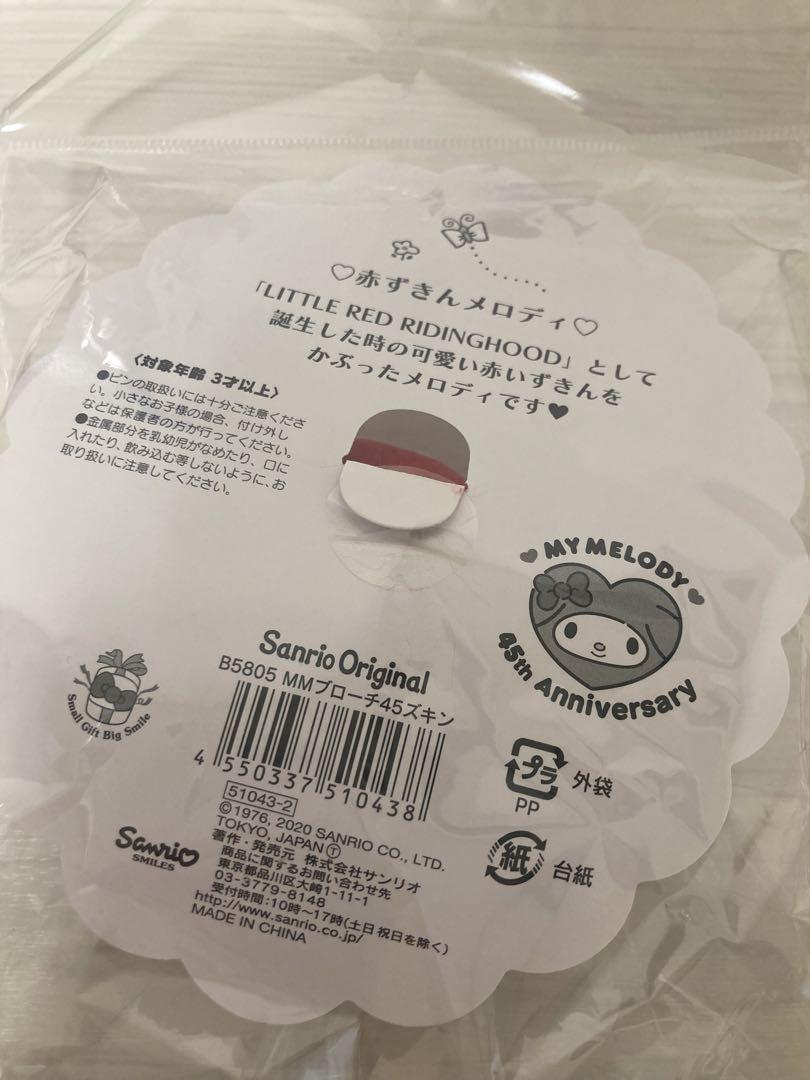 ♡赤ずきんメロディ♡
「LITTLE RED RIDINGHOOD」として
誕生した時の可愛い赤いずきんを
かぶったメロディです♥
〈対象年齢 3才以上〉
●ピンの取扱いには十分ご注意くださ
い。小さなお子様の場合、付け外し
などは保護者の方が行ってください。
●金属部分を乳幼児がなめたり、口に
入れたり、飲み込む等しないように、お
取り扱いに注意してください。
♥MY MELODY♥
45th Anniversary
Small Gift Big Smile
Sanrio Original
B5805 MMブローチ45ズキン
4 550337 510438
51043-2
©1976, 2020 SANRIO CO., LTD.
TOKYO, JAPAN Ⓣ
著作・発売元 株式会社サンリオ
商品に関するお問い合わせ先
東京都品川区大崎1-11-1
03-3779-8148
受付時間:10時〜17時(土日祝日を除く)
http://www.sanrio.co.jp/
MADE IN CHINA
Sanrio
SMILES
プラ 外袋
PP
紙 台紙